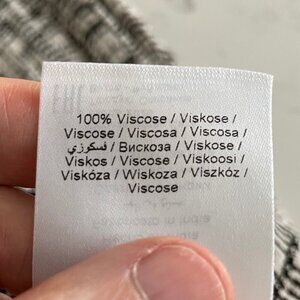 100% Viscose / Viskose /
Viscose / Viscosa / Viscosa /
فسكوزي / Вискоза / Viskose /
Viskos / Viscose / Viskoosi /
Viskóza / Wiskoza / Viszkóz /
Viscose